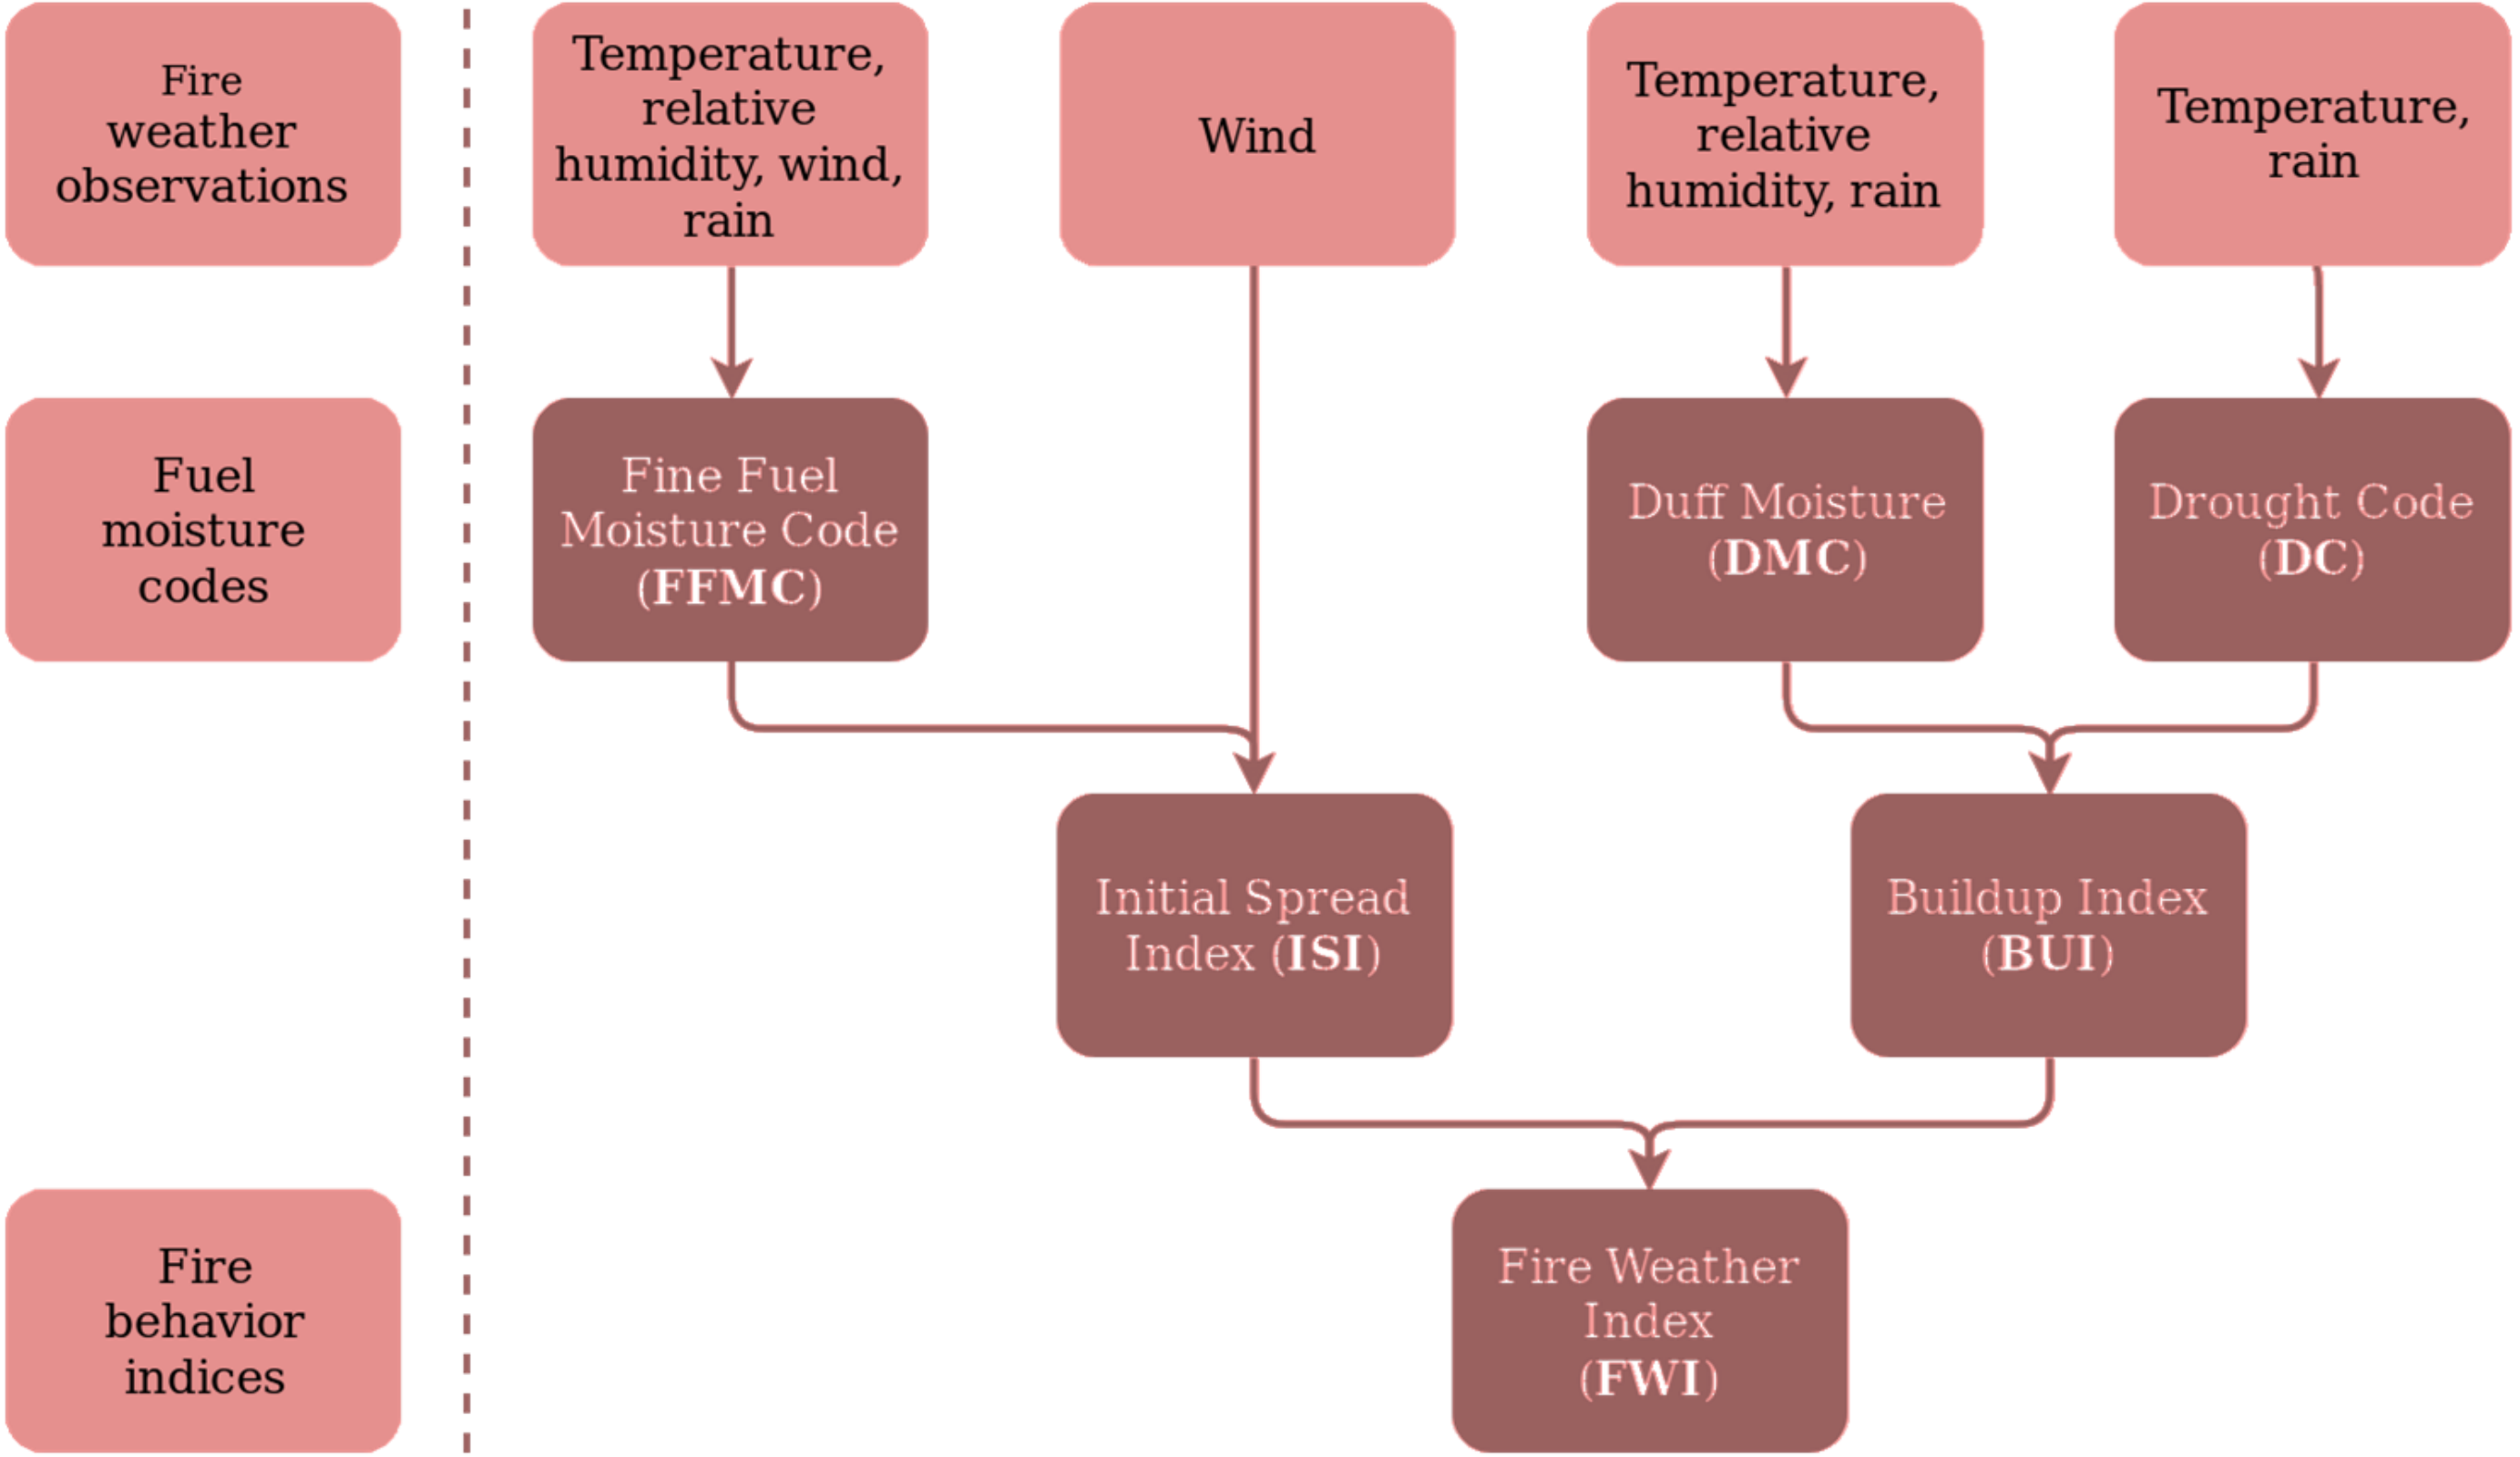 Fire
weather
observations
Temperature,
relative
humidity, wind,
rain
Wind
Temperature,
relative
humidity, rain
Temperature,
rain
Fuel
moisture
codes
Fine Fuel
Moisture Code
(FFMC)
Duff Moisture
(DMC)
Drought Code
(DC)
Initial Spread
Index (ISI)
Buildup Index
(BUI)
Fire
behavior
indices
Fire Weather
Index
(FWI)